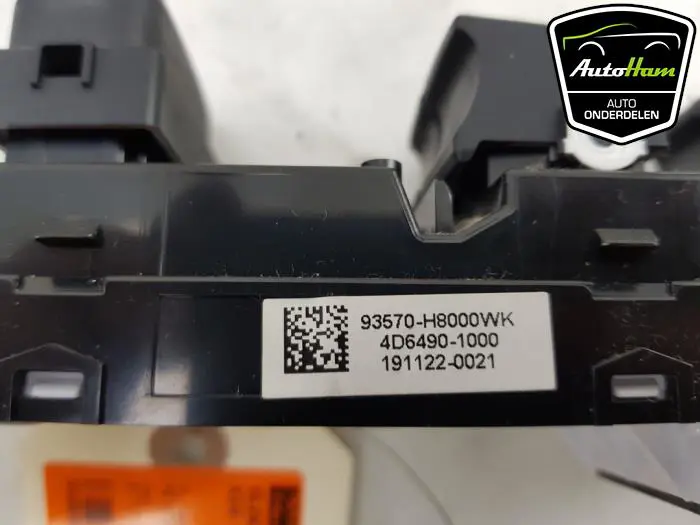 AutoHam
AUTO
ONDERDELEN
93570-H8000WK
4D6490-1000
191122-0021